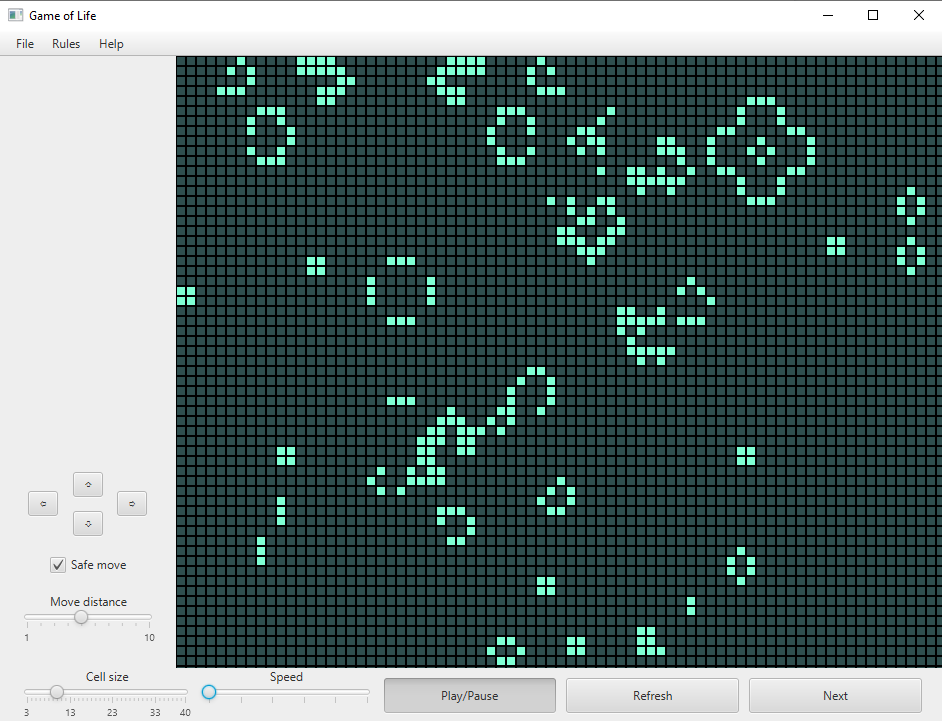 Game of Life
File Rules Help
Safe move
Move distance
1 10
Cell size Speed
3 13 23 33 40
Play/Pause Refresh Next